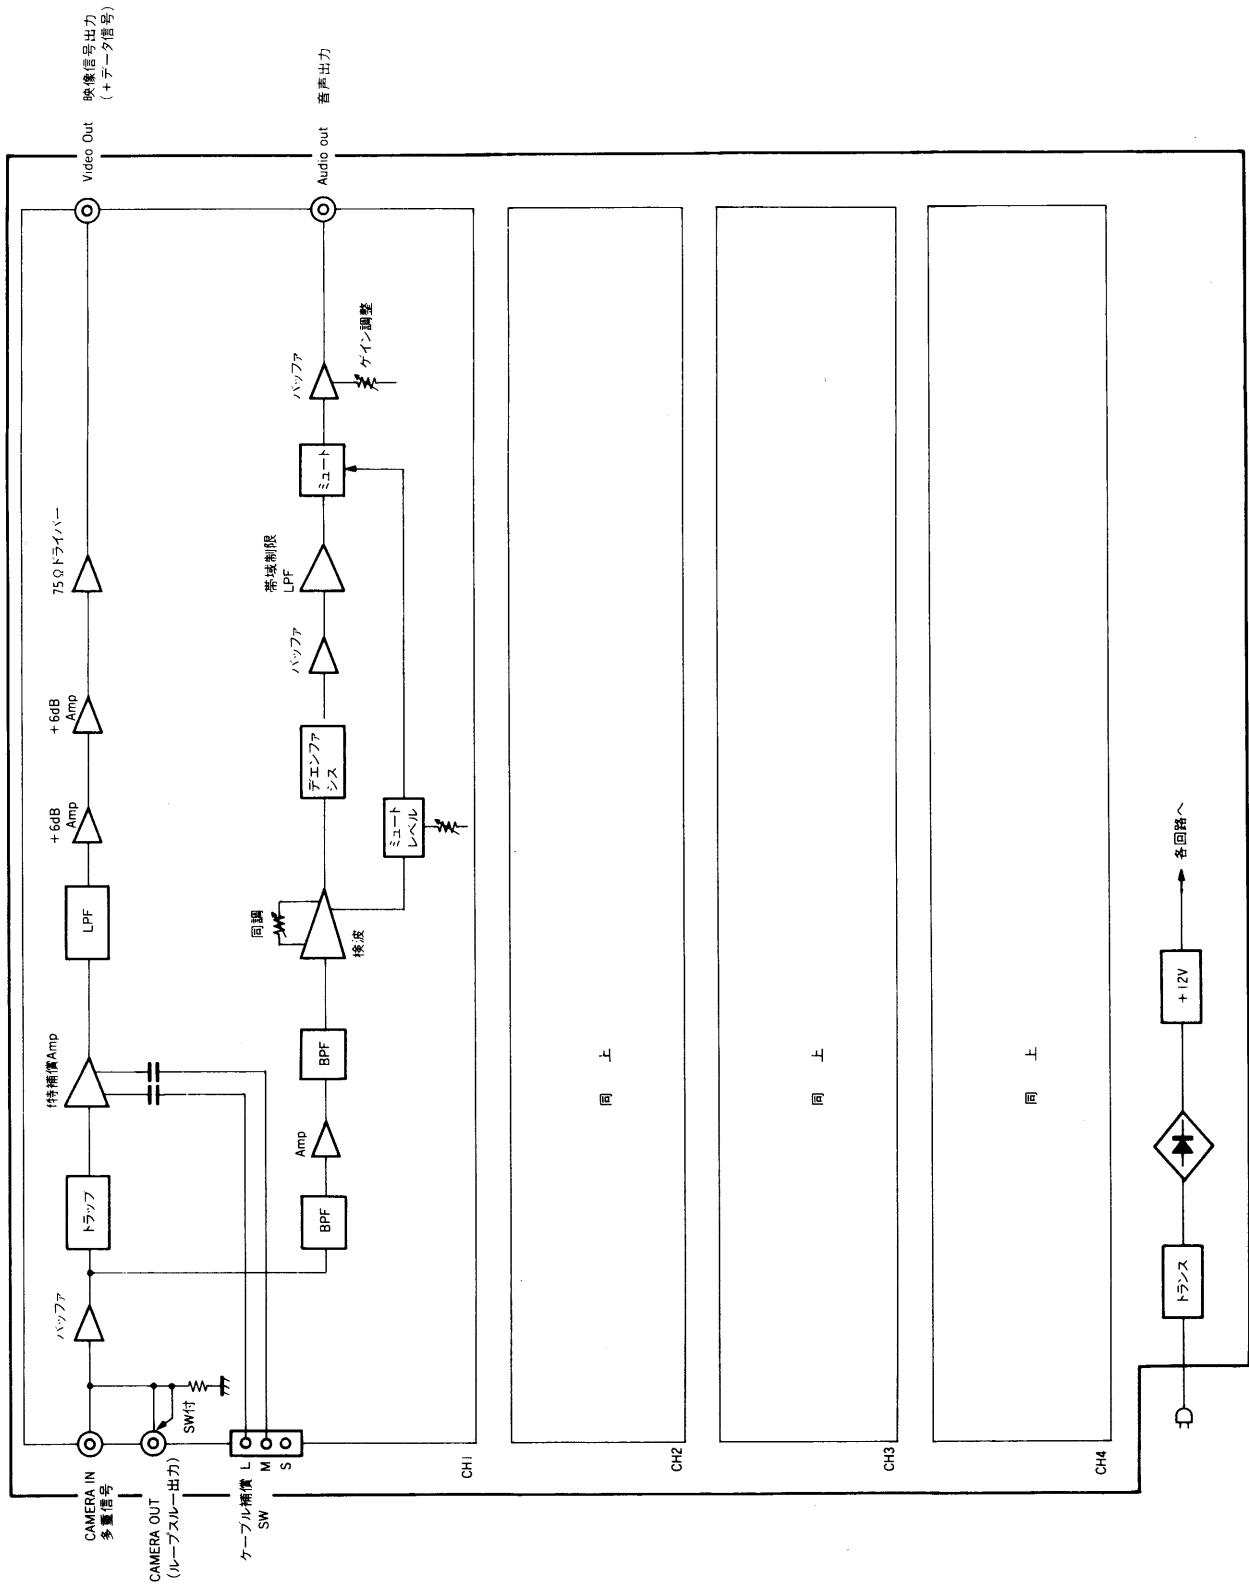 CAMERA IN
多重信号
CAMERA OUT
(ループスルー出力)
SW付
ケーブル補償
SW
L
M
S
バッファ
トラップ
f特補償Amp
LPF
+6dB
Amp
+6dB
Amp
75Ωドライバー
Video Out
映像信号出力
(+データ信号)
BPF
Amp
BPF
同調
検波
デエンファ
シス
バッファ
帯域制限
LPF
ミュート
バッファ
ゲイン調整
Audio out
音声出力
ミュート
レベル
CH1
同 上
CH2
同 上
CH3
同 上
CH4
トランス
+12V
各回路へ